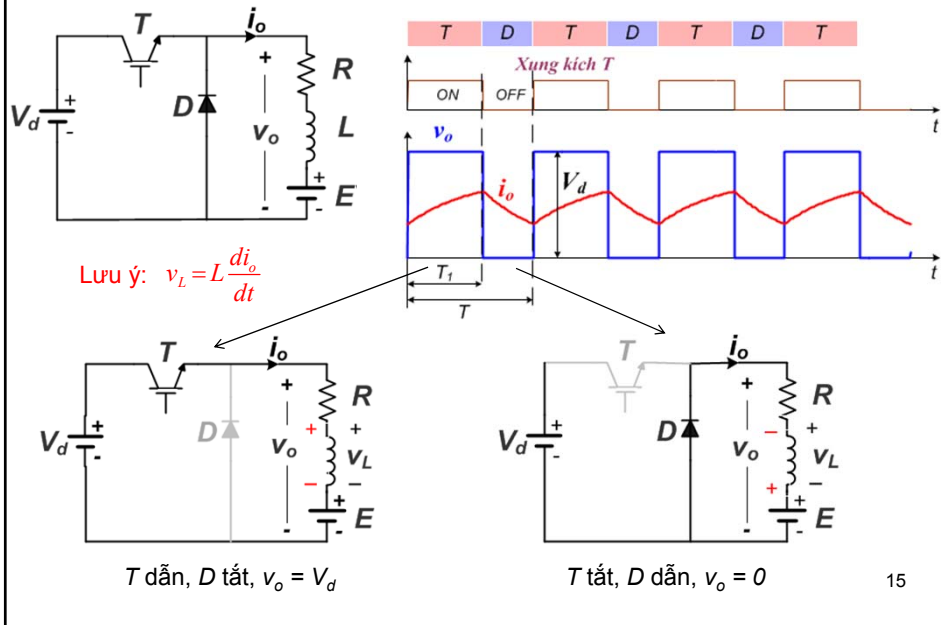 T
i_o
V_d
+
-
D
+
v_o
-
R
L
+
-
E
T D T D T D T
Xung kích T
ON OFF
t
v_o
i_o
V_d
t
T_1
T
Lưu ý: v_L = L di_o/dt
T
i_o
V_d
+
-
D
+
v_o
-
R
+
–
+
v_L
–
+
-
E
T dẫn, D tắt, v_o = V_d
T
i_o
V_d
+
-
D
+
v_o
-
R
–
+
+
v_L
–
+
-
E
T tắt, D dẫn, v_o = 0
15